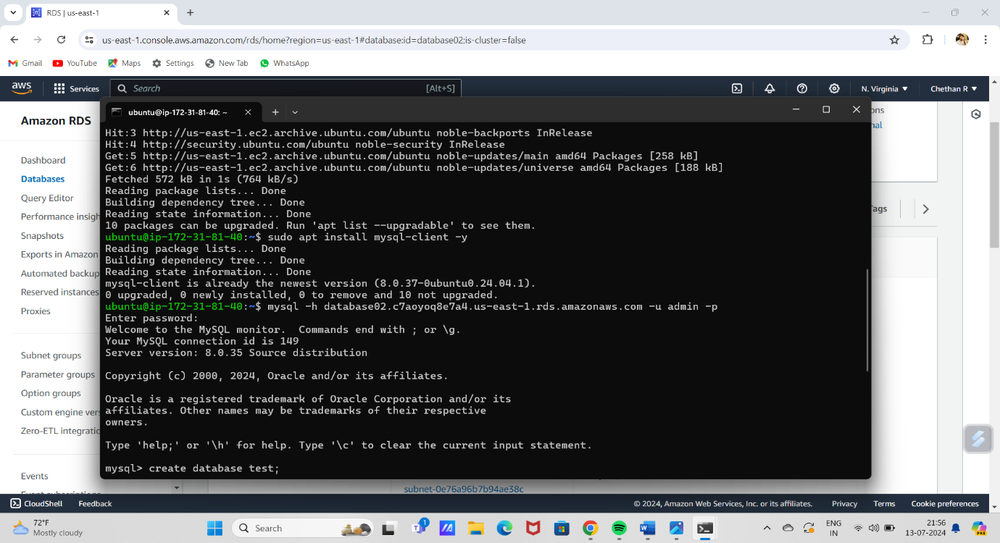 RDS | us-east-1
us-east-1.console.aws.amazon.com/rds/home?region=us-east-1#database:id=database02;is-cluster=false
Gmail YouTube Maps Settings New Tab WhatsApp
aws Services Search [Alt+S] N. Virginia Chethan R
Amazon RDS
Dashboard
Databases
Query Editor
Performance insigh
Snapshots
Exports in Amazon
Automated backup
Reserved instances
Proxies
Subnet groups
Parameter groups
Option groups
Custom engine vers
Zero-ETL integratio
Events
Event subscriptions
ubuntu@ip-172-31-81-40: ~
Hit:3 http://us-east-1.ec2.archive.ubuntu.com/ubuntu noble-backports InRelease
Hit:4 http://security.ubuntu.com/ubuntu noble-security InRelease
Get:5 http://us-east-1.ec2.archive.ubuntu.com/ubuntu noble-updates/main amd64 Packages [258 kB]
Get:6 http://us-east-1.ec2.archive.ubuntu.com/ubuntu noble-updates/universe amd64 Packages [188 kB]
Fetched 572 kB in 1s (764 kB/s)
Reading package lists... Done
Building dependency tree... Done
Reading state information... Done
10 packages can be upgraded. Run 'apt list --upgradable' to see them.
ubuntu@ip-172-31-81-40:~$ sudo apt install mysql-client -y
Reading package lists... Done
Building dependency tree... Done
Reading state information... Done
mysql-client is already the newest version (8.0.37-0ubuntu0.24.04.1).
0 upgraded, 0 newly installed, 0 to remove and 10 not upgraded.
ubuntu@ip-172-31-81-40:~$ mysql -h database02.c7aoyoq8e7a4.us-east-1.rds.amazonaws.com -u admin -p
Enter password:
Welcome to the MySQL monitor.  Commands end with ; or \g.
Your MySQL connection id is 149
Server version: 8.0.35 Source distribution
Copyright (c) 2000, 2024, Oracle and/or its affiliates.
Oracle is a registered trademark of Oracle Corporation and/or its
affiliates. Other names may be trademarks of their respective
owners.
Type 'help;' or '\h' for help. Type '\c' to clear the current input statement.
mysql> create database test;
ons
nal
Tags
subnet-0e76a96b7b94ae38c
CloudShell Feedback © 2024, Amazon Web Services, Inc. or its affiliates. Privacy Terms Cookie preferences
72°F
Mostly cloudy
Search
1
ENG
IN
21:56
13-07-2024
PRE